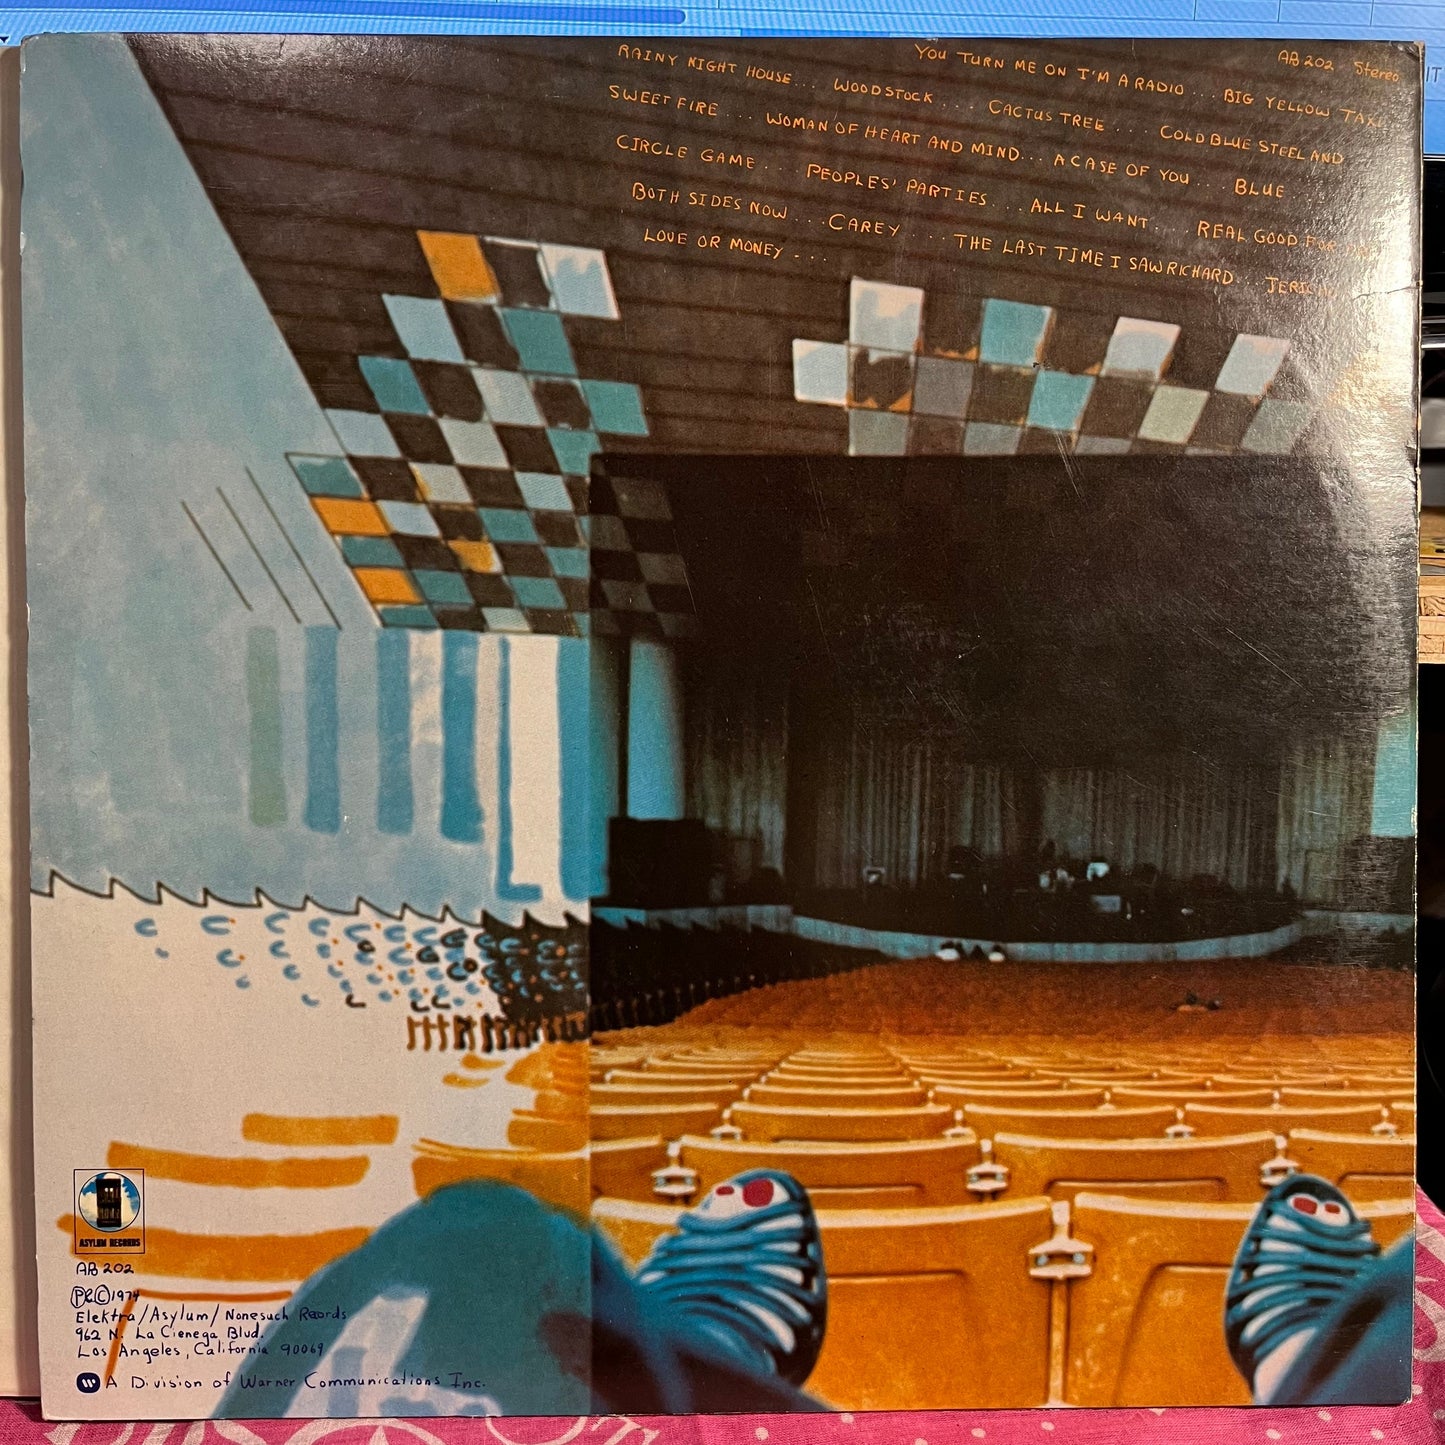 AB 202 Stereo
YOU TURN ME ON I'M A RADIO ... BIG YELLOW TAXI
RAINY NIGHT HOUSE ... WOODSTOCK ... CACTUS TREE ... COLD BLUE STEEL AND
SWEET FIRE ... WOMAN OF HEART AND MIND ... A CASE OF YOU ... BLUE ...
CIRCLE GAME ... PEOPLES' PARTIES ... ALL I WANT ... REAL GOOD FOR
BOTH SIDES NOW ... CAREY ... THE LAST TIME I SAW RICHARD ...
LOVE OR MONEY ...
ASYLUM RECORDS
AB 202
Ⓟ&©1974
Elektra/Asylum/Nonesuch Records
962 N. La Cienega Blvd.
Los Angeles, California 90069
A Division of Warner Communications Inc.